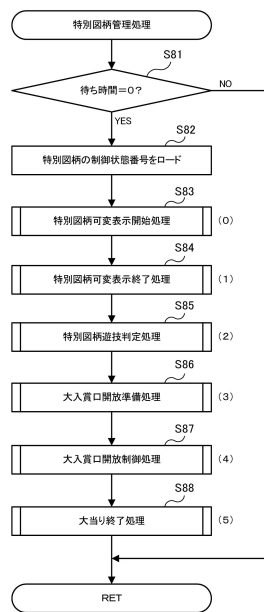 特別図柄管理処理
S81
待ち時間＝0？
NO
YES
S82
特別図柄の制御状態番号をロード
S83
特別図柄可変表示開始処理
(0)
S84
特別図柄可変表示終了処理
(1)
S85
特別図柄遊技判定処理
(2)
S86
大入賞口開放準備処理
(3)
S87
大入賞口開放制御処理
(4)
S88
大当り終了処理
(5)
RET